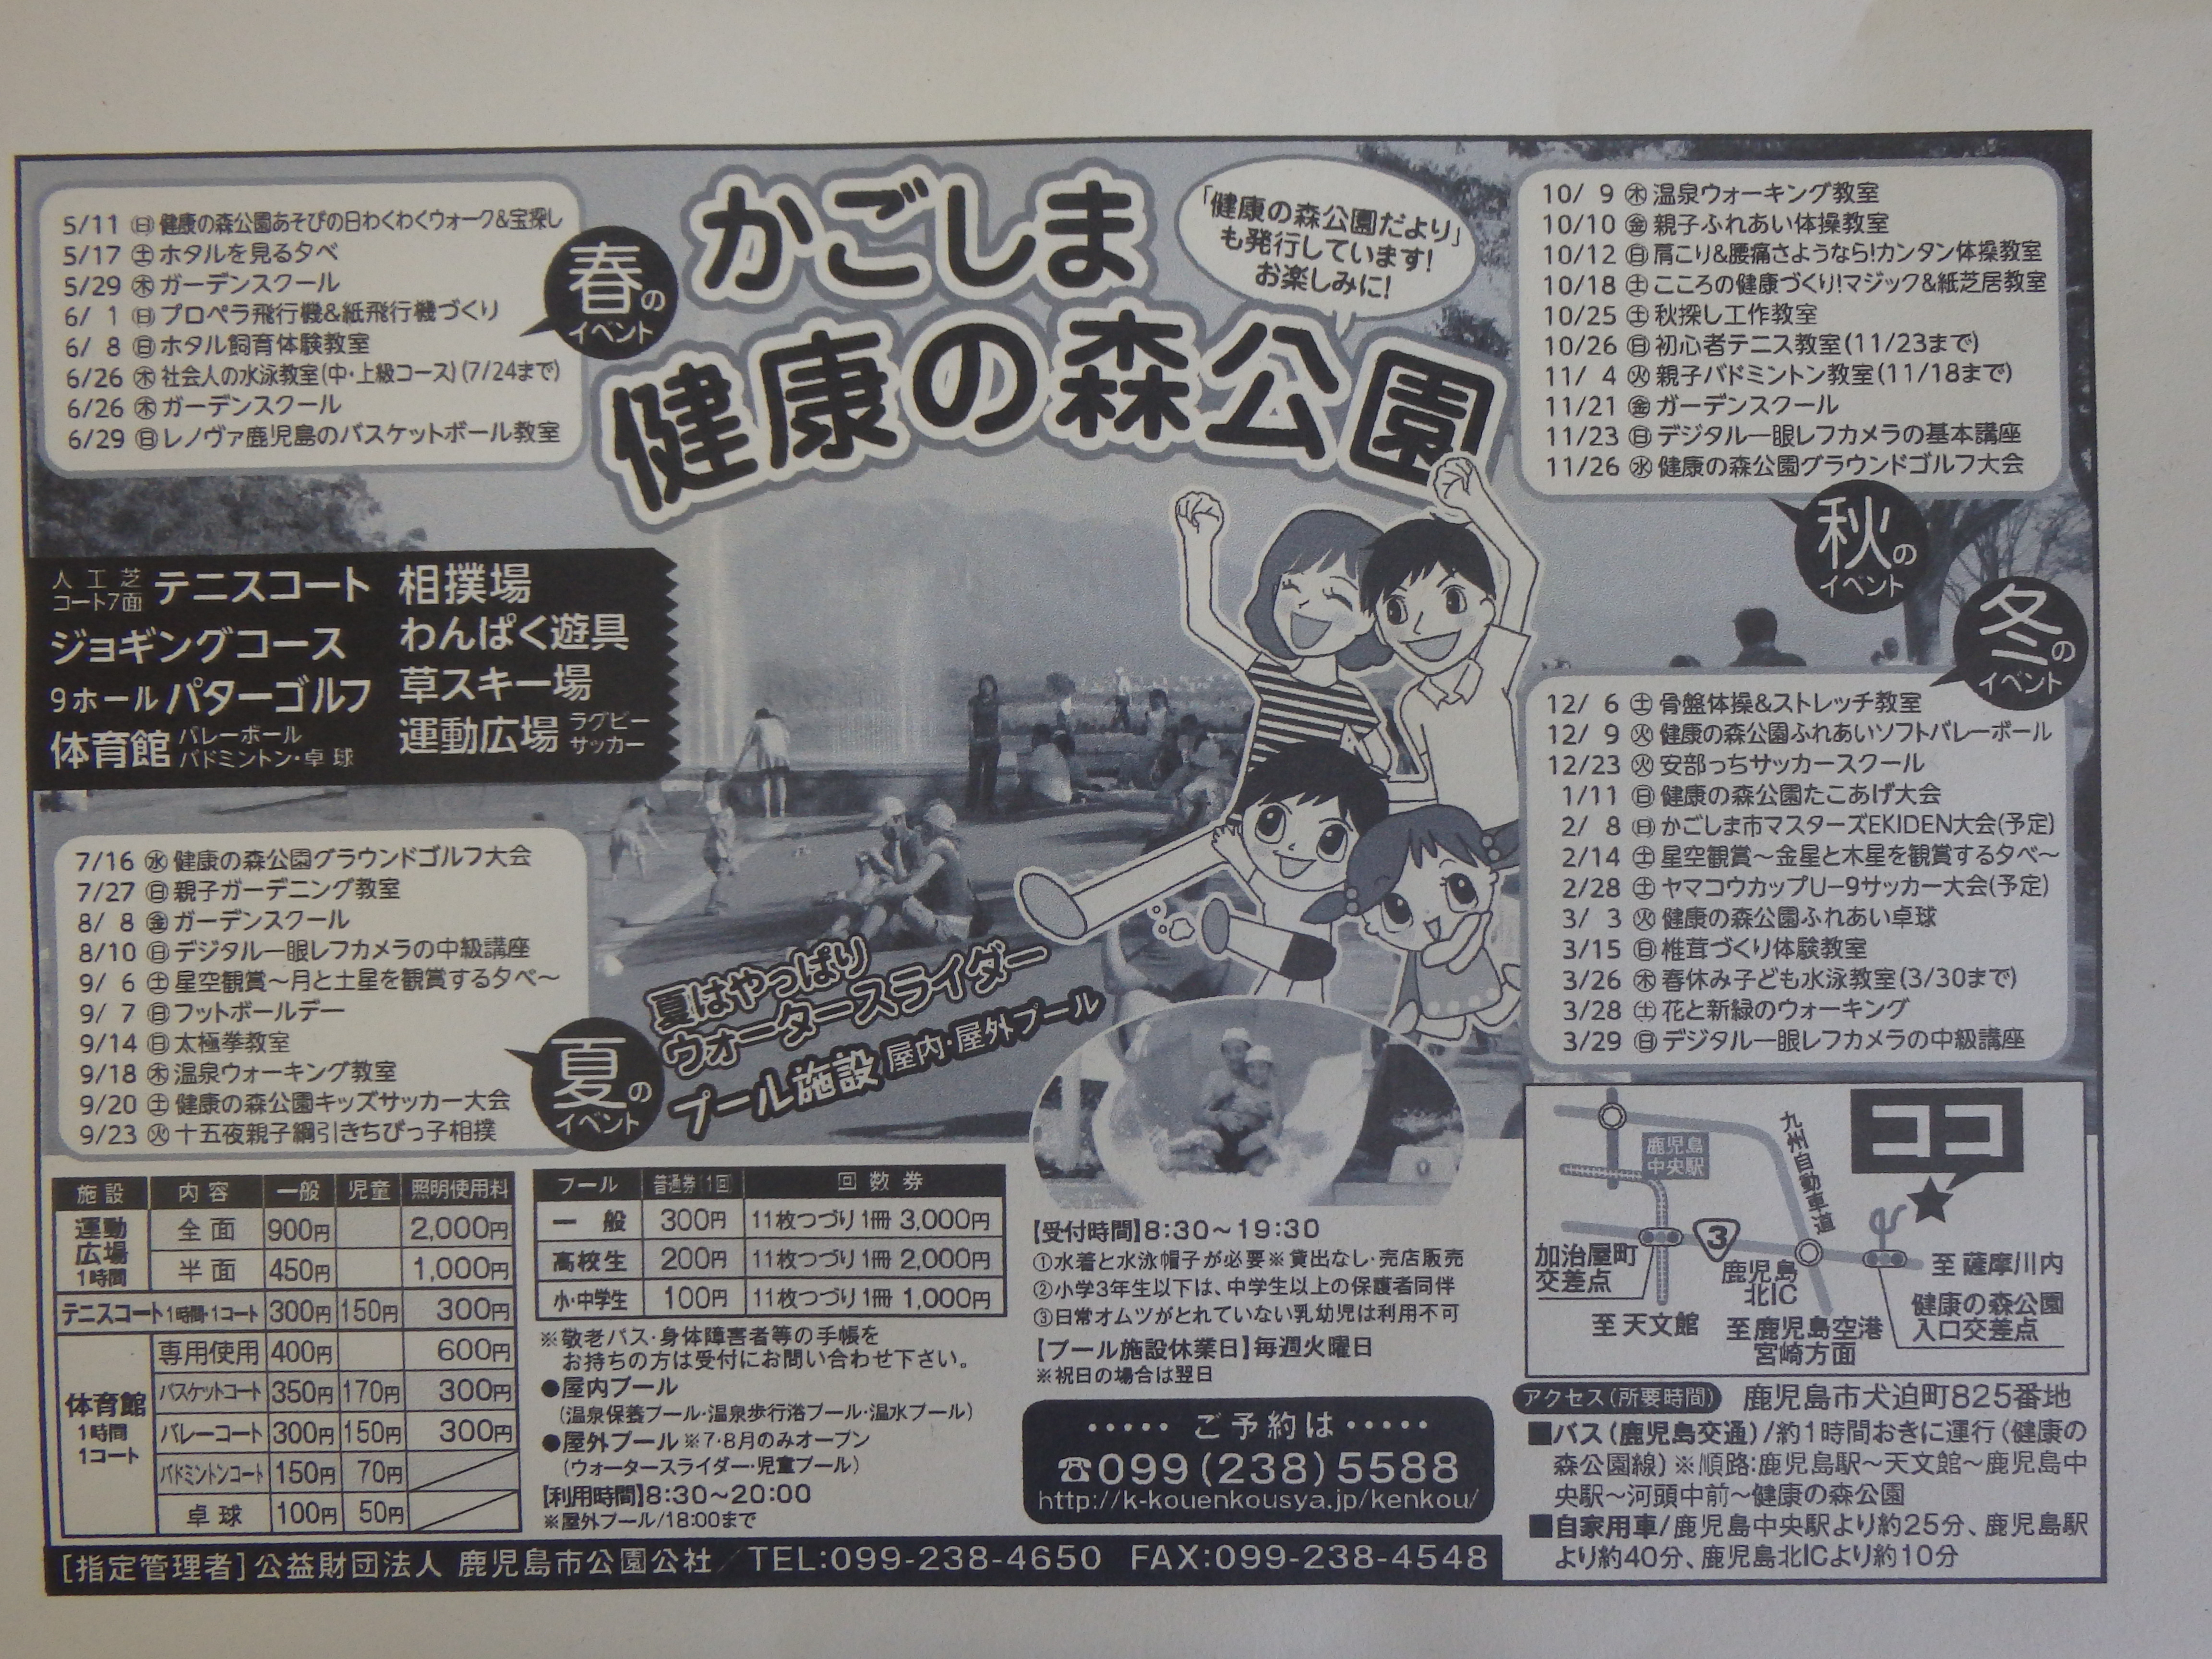 かごしま
健康の森公園
「健康の森公園だより」
も発行しています!
お楽しみに!
春の
イベント
5/11 ㊐ 健康の森公園あそびの日わくわくウォーク&宝探し
5/17 ㊏ ホタルを見る夕べ
5/29 ㊍ ガーデンスクール
6/ 1 ㊐ プロペラ飛行機&紙飛行機づくり
6/ 8 ㊐ ホタル飼育体験教室
6/26 ㊍ 社会人の水泳教室(中・上級コース)(7/24まで)
6/26 ㊍ ガーデンスクール
6/29 ㊐ レノヴァ鹿児島のバスケットボール教室
人工芝
コート7面 テニスコート
ジョギングコース
9ホール パターゴルフ
体育館 バレーボール
バドミントン・卓球
相撲場
わんぱく遊具
草スキー場
運動広場 ラグビー
サッカー
7/16 ㊌ 健康の森公園グラウンドゴルフ大会
7/27 ㊐ 親子ガーデニング教室
8/ 8 ㊎ ガーデンスクール
8/10 ㊐ デジタル一眼レフカメラの中級講座
9/ 6 ㊏ 星空観賞〜月と土星を観賞する夕べ〜
9/ 7 ㊐ フットボールデー
9/14 ㊐ 太極拳教室
9/18 ㊍ 温泉ウォーキング教室
9/20 ㊏ 健康の森公園キッズサッカー大会
9/23 ㊋ 十五夜親子綱引きちびっ子相撲
夏の
イベント
夏はやっぱり
ウォータースライダー
プール施設 屋内・屋外プール
10/ 9 ㊍ 温泉ウォーキング教室
10/10 ㊎ 親子ふれあい体操教室
10/12 ㊐ 肩こり&腰痛さようなら!カンタン体操教室
10/18 ㊏ こころの健康づくり!マジック&紙芝居教室
10/25 ㊏ 秋探し工作教室
10/26 ㊐ 初心者テニス教室(11/23まで)
11/ 4 ㊋ 親子バドミントン教室(11/18まで)
11/21 ㊎ ガーデンスクール
11/23 ㊐ デジタル一眼レフカメラの基本講座
11/26 ㊌ 健康の森公園グラウンドゴルフ大会
秋の
イベント
冬の
イベント
12/ 6 ㊏ 骨盤体操&ストレッチ教室
12/ 9 ㊋ 健康の森公園ふれあいソフトバレーボール
12/23 ㊋ 安部っちサッカースクール
1/11 ㊐ 健康の森公園たこあげ大会
2/ 8 ㊐ かごしま市マスターズEKIDEN大会(予定)
2/14 ㊏ 星空観賞〜金星と木星を観賞する夕べ〜
2/28 ㊏ ヤマコウカップU-9サッカー大会(予定)
3/ 3 ㊋ 健康の森公園ふれあい卓球
3/15 ㊐ 椎茸づくり体験教室
3/26 ㊍ 春休み子ども水泳教室(3/30まで)
3/28 ㊏ 花と新緑のウォーキング
3/29 ㊐ デジタル一眼レフカメラの中級講座
施設 内容 一般 児童 照明使用料
運動広場 1時間 全面 900円 2,000円
半面 450円 1,000円
テニスコート1時間・1コート 300円 150円 300円
体育館 1時間 1コート 専用使用 400円 600円
バスケットコート 350円 170円 300円
バレーコート 300円 150円 300円
バドミントンコート 150円 70円
卓球 100円 50円
プール 普通券(1回) 回数券
一般 300円 11枚つづり1冊 3,000円
高校生 200円 11枚つづり1冊 2,000円
小・中学生 100円 11枚つづり1冊 1,000円
※敬老パス・身体障害者等の手帳を
お持ちの方は受付にお問い合わせ下さい。
●屋内プール
(温泉保養プール・温泉歩行浴プール・温水プール)
●屋外プール ※7・8月のみオープン
(ウォータースライダー・児童プール)
【利用時間】8:30〜20:00
※屋外プール/18:00まで
【受付時間】8:30〜19:30
①水着と水泳帽子が必要※貸出なし・売店販売
②小学3年生以下は、中学生以上の保護者同伴
③日常オムツがとれていない乳幼児は利用不可
【プール施設休業日】毎週火曜日
※祝日の場合は翌日
・・・・・ ご予約は ・・・・・
☎099(238)5588
http://k-kouenkousya.jp/kenkou/
ココ
鹿児島
中央駅
九州自動車道
3
加治屋町
交差点
鹿児島
北IC
至 薩摩川内
至 天文館
至 鹿児島空港
宮崎方面
健康の森公園
入口交差点
アクセス(所要時間) 鹿児島市犬迫町825番地
■バス(鹿児島交通)/約1時間おきに運行(健康の
森公園線)※順路:鹿児島駅〜天文館〜鹿児島中
央駅〜河頭中前〜健康の森公園
■自家用車/鹿児島中央駅より約25分、鹿児島駅
より約40分、鹿児島北ICより約10分
[指定管理者]公益財団法人 鹿児島市公園公社/TEL:099-238-4650 FAX:099-238-4548